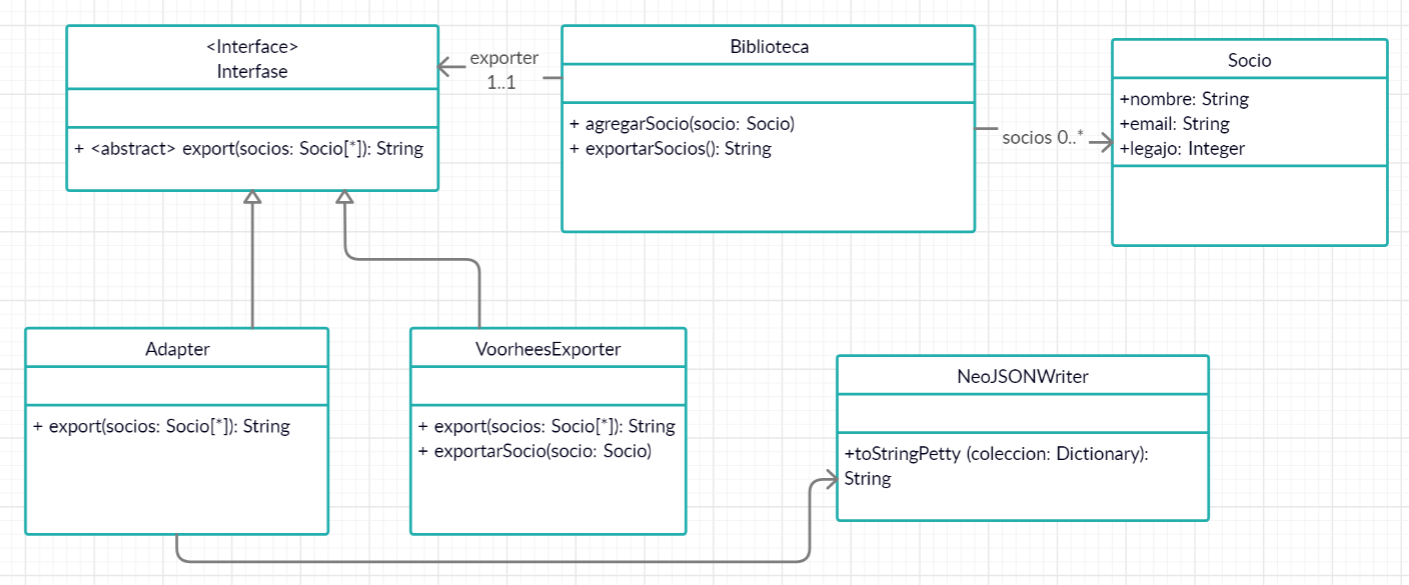 <Interface>
Interfase
+ <abstract> export(socios: Socio[*]): String
exporter
1..1
Biblioteca
+ agregarSocio(socio: Socio)
+ exportarSocios(): String
socios 0..*
Socio
+nombre: String
+email: String
+legajo: Integer
Adapter
+ export(socios: Socio[*]): String
VoorheesExporter
+ export(socios: Socio[*]): String
+ exportarSocio(socio: Socio)
NeoJSONWriter
+toStringPetty (coleccion: Dictionary):
String